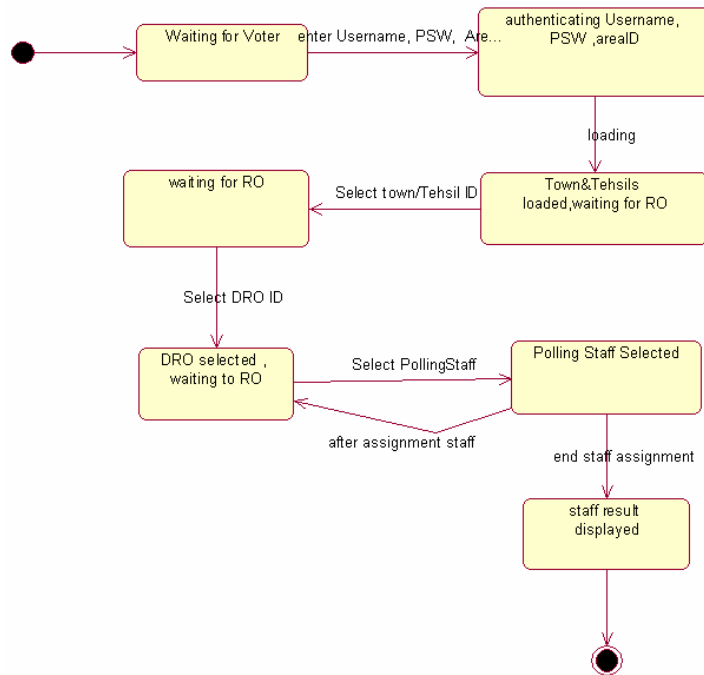 Waiting for Voter
enter Username, PSW, Are...
authenticating Username,
PSW ,areaID
loading
Town&Tehsils
loaded,waiting for RO
Select town/Tehsil ID
waiting for RO
Select DRO ID
DRO selected ,
waiting to RO
Select PollingStaff
Polling Staff Selected
after assignment staff
end staff assignment
staff result
displayed